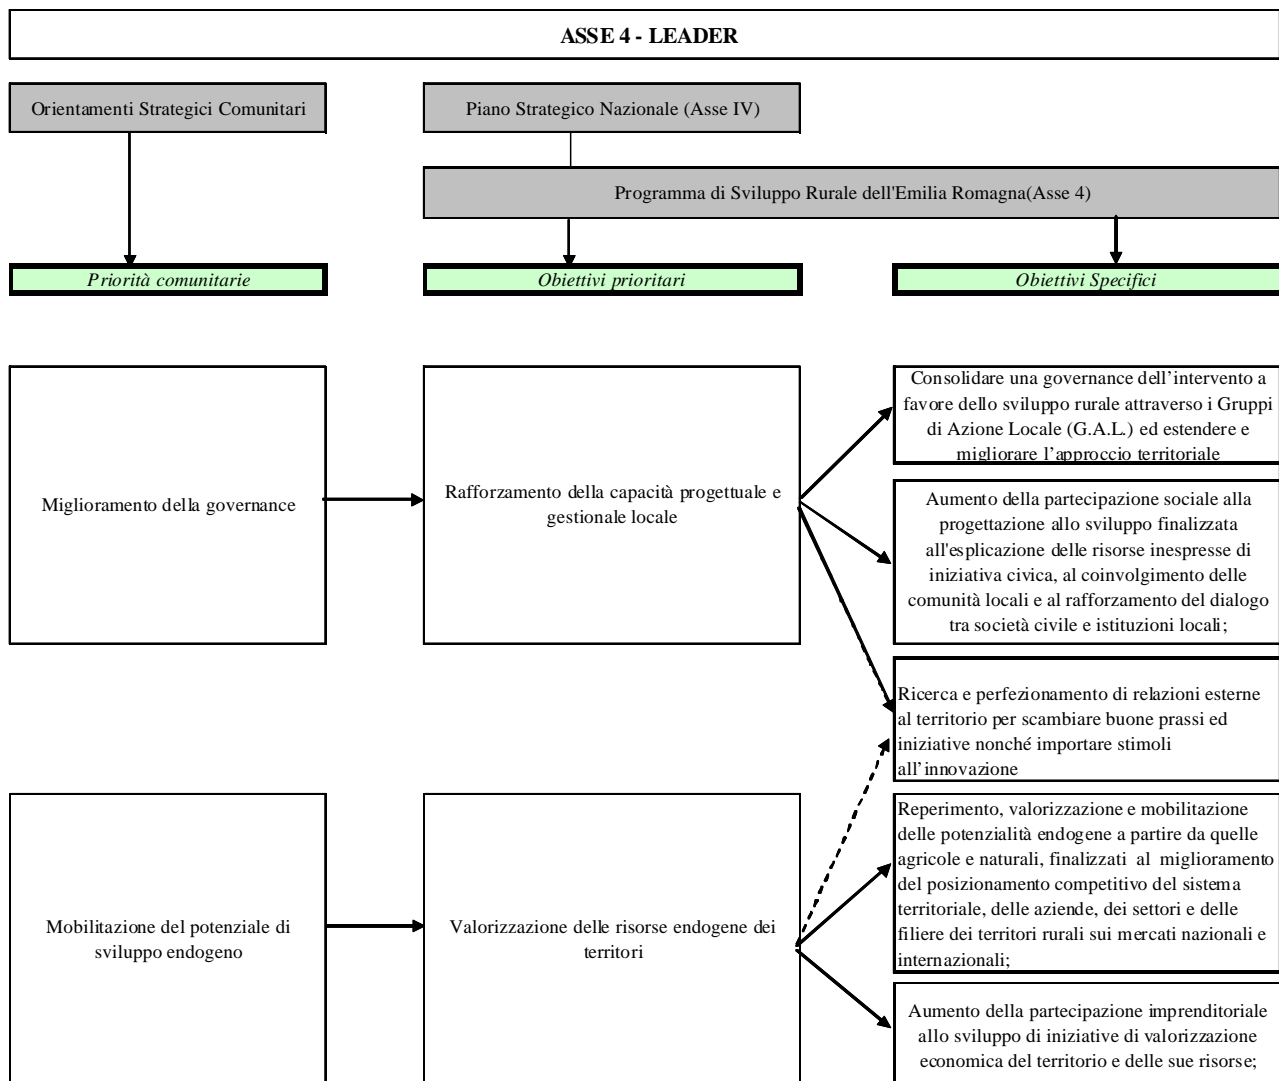 ASSE 4 - LEADER
Orientamenti Strategici Comunitari
Piano Strategico Nazionale (Asse IV)
Programma di Sviluppo Rurale dell'Emilia Romagna(Asse 4)
Priorità comunitarie
Obiettivi prioritari
Obiettivi Specifici
Miglioramento della governance
Rafforzamento della capacità progettuale e
gestionale locale
Consolidare una governance dell'intervento a
favore dello sviluppo rurale attraverso i Gruppi
di Azione Locale (G.A.L.) ed estendere e
migliorare l'approccio territoriale
Aumento della partecipazione sociale alla
progettazione allo sviluppo finalizzata
all'esplicazione delle risorse inespresse di
iniziativa civica, al coinvolgimento delle
comunità locali e al rafforzamento del dialogo
tra società civile e istituzioni locali;
Ricerca e perfezionamento di relazioni esterne
al territorio per scambiare buone prassi ed
iniziative nonché importare stimoli
all'innovazione
Mobilitazione del potenziale di
sviluppo endogeno
Valorizzazione delle risorse endogene dei
territori
Reperimento, valorizzazione e mobilitazione
delle potenzialità endogene a partire da quelle
agricole e naturali, finalizzati al miglioramento
del posizionamento competitivo del sistema
territoriale, delle aziende, dei settori e delle
filiere dei territori rurali sui mercati nazionali e
internazionali;
Aumento della partecipazione imprenditoriale
allo sviluppo di iniziative di valorizzazione
economica del territorio e delle sue risorse;